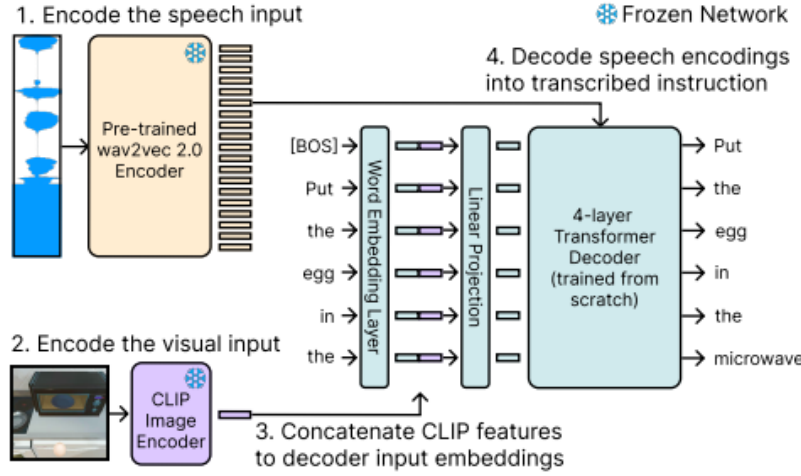 1. Encode the speech input
Frozen Network
4. Decode speech encodings
into transcribed instruction
Pre-trained
wav2vec 2.0
Encoder
[BOS]
Put
the
egg
in
the
Word Embedding Layer
Linear Projection
4-layer
Transformer
Decoder
(trained from
scratch)
Put
the
egg
in
the
microwave
2. Encode the visual input
CLIP
Image
Encoder
3. Concatenate CLIP features
to decoder input embeddings